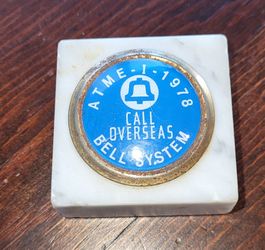 ATME-I-1978
CALL
OVERSEAS
BELL SYSTEM